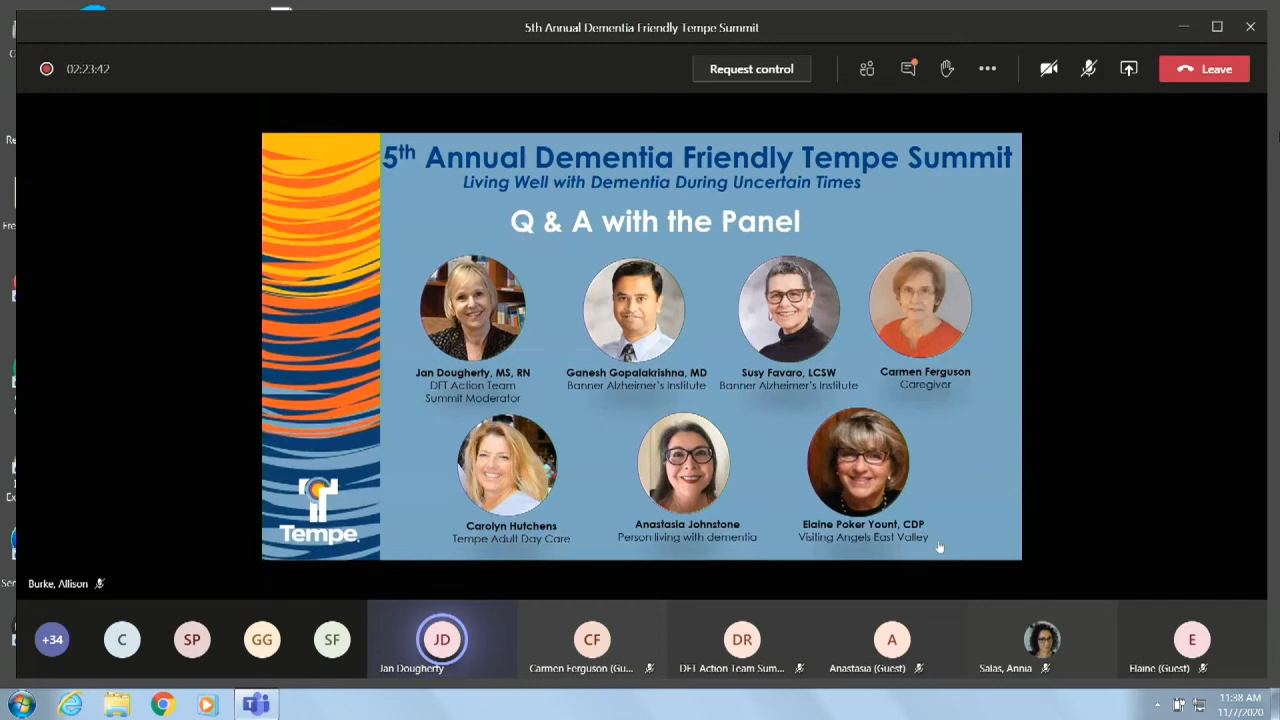 5th Annual Dementia Friendly Tempe Summit
02:23:42
Request control
Leave
5th Annual Dementia Friendly Tempe Summit
Living Well with Dementia During Uncertain Times
Q & A with the Panel
Jan Dougherty, MS, RN
DFT Action Team
Summit Moderator
Ganesh Gopalakrishna, MD
Banner Alzheimer's Institute
Susy Favaro, LCSW
Banner Alzheimer's Institute
Carmen Ferguson
Caregiver
Carolyn Hutchens
Tempe Adult Day Care
Anastasia Johnstone
Person living with dementia
Elaine Poker Yount, CDP
Visiting Angels East Valley
Tempe
Burke, Allison
+34
C
SP
GG
SF
JD
Jan Dougherty
CF
Carmen Ferguson (Gu...
DR
DFT Action Team Sum...
A
Anastasia (Guest)
Salas, Annia
E
Elaine (Guest)
11:38 AM
11/7/2020